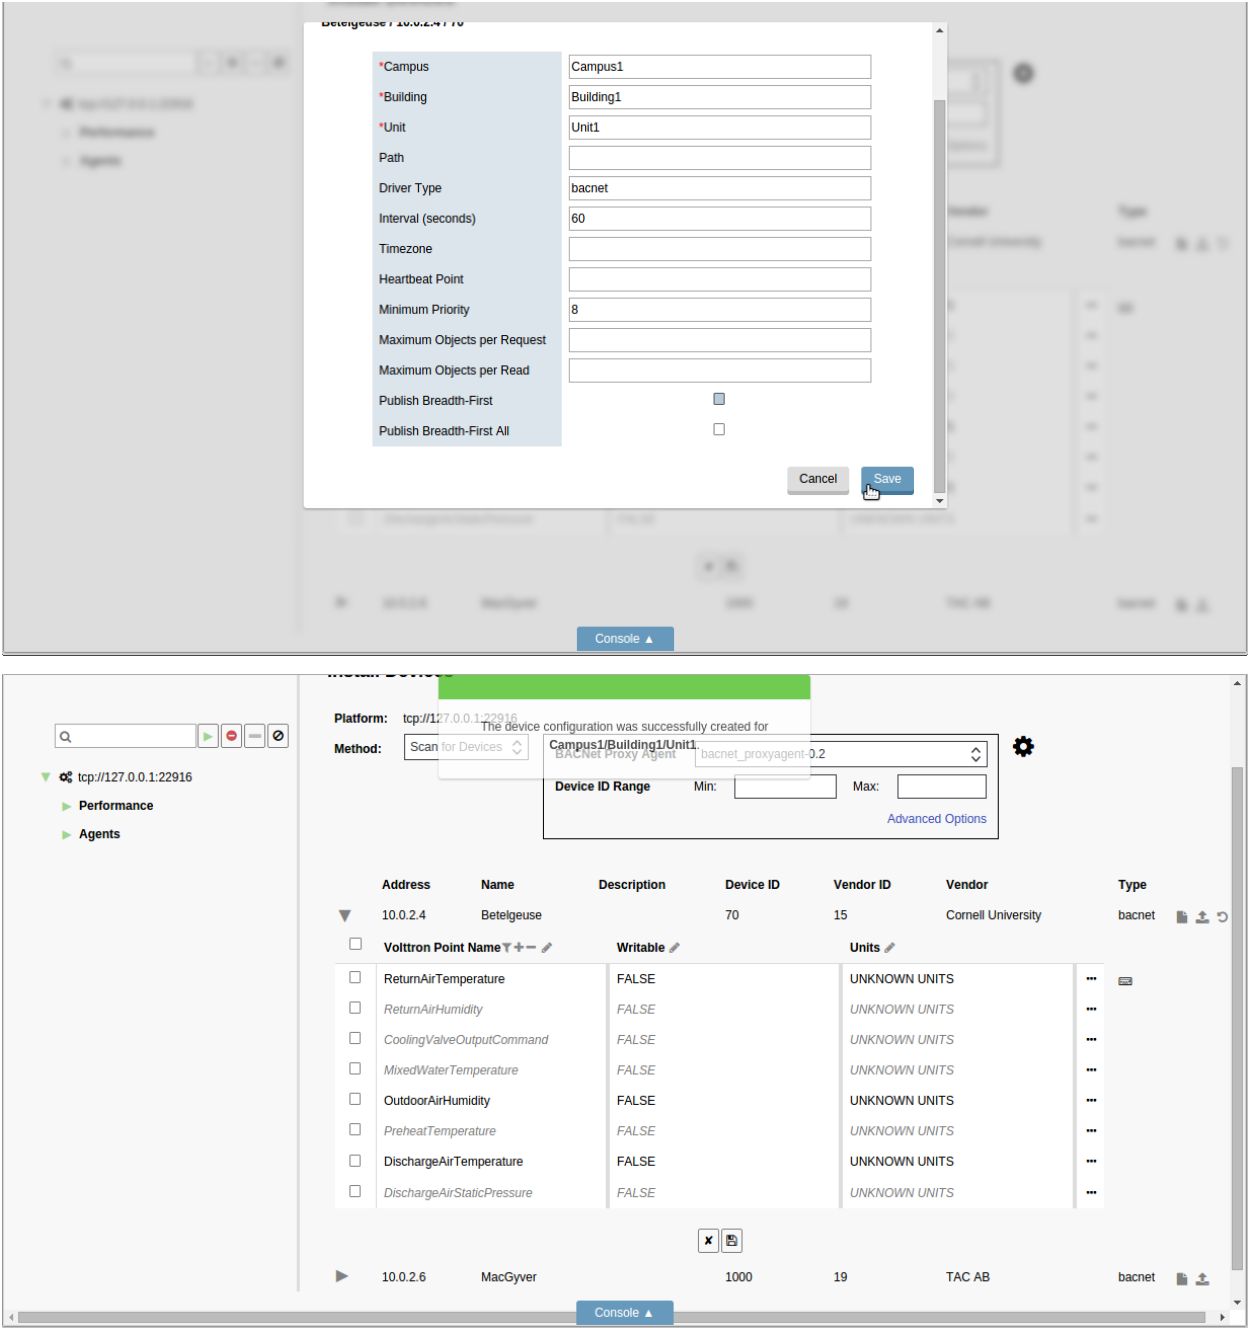 Betelgeuse / 10.0.2.4 / 70
*Campus Campus1
*Building Building1
*Unit Unit1
Path
Driver Type bacnet
Interval (seconds) 60
Timezone
Heartbeat Point
Minimum Priority 8
Maximum Objects per Request
Maximum Objects per Read
Publish Breadth-First
Publish Breadth-First All
Cancel Save
Console ▲
Install Devices
Platform: tcp://127.0.0.1:22916
The device configuration was successfully created for
Campus1/Building1/Unit1.
Method: Scan for Devices
BACNet Proxy Agent bacnet_proxyagent-0.2
Device ID Range Min: Max:
Advanced Options
tcp://127.0.0.1:22916
Performance
Agents
Address Name Description Device ID Vendor ID Vendor Type
10.0.2.4 Betelgeuse 70 15 Cornell University bacnet
Volttron Point Name Writable Units
ReturnAirTemperature FALSE UNKNOWN UNITS
ReturnAirHumidity FALSE UNKNOWN UNITS
CoolingValveOutputCommand FALSE UNKNOWN UNITS
MixedWaterTemperature FALSE UNKNOWN UNITS
OutdoorAirHumidity FALSE UNKNOWN UNITS
PreheatTemperature FALSE UNKNOWN UNITS
DischargeAirTemperature FALSE UNKNOWN UNITS
DischargeAirStaticPressure FALSE UNKNOWN UNITS
10.0.2.6 MacGyver 1000 19 TAC AB bacnet
Console ▲